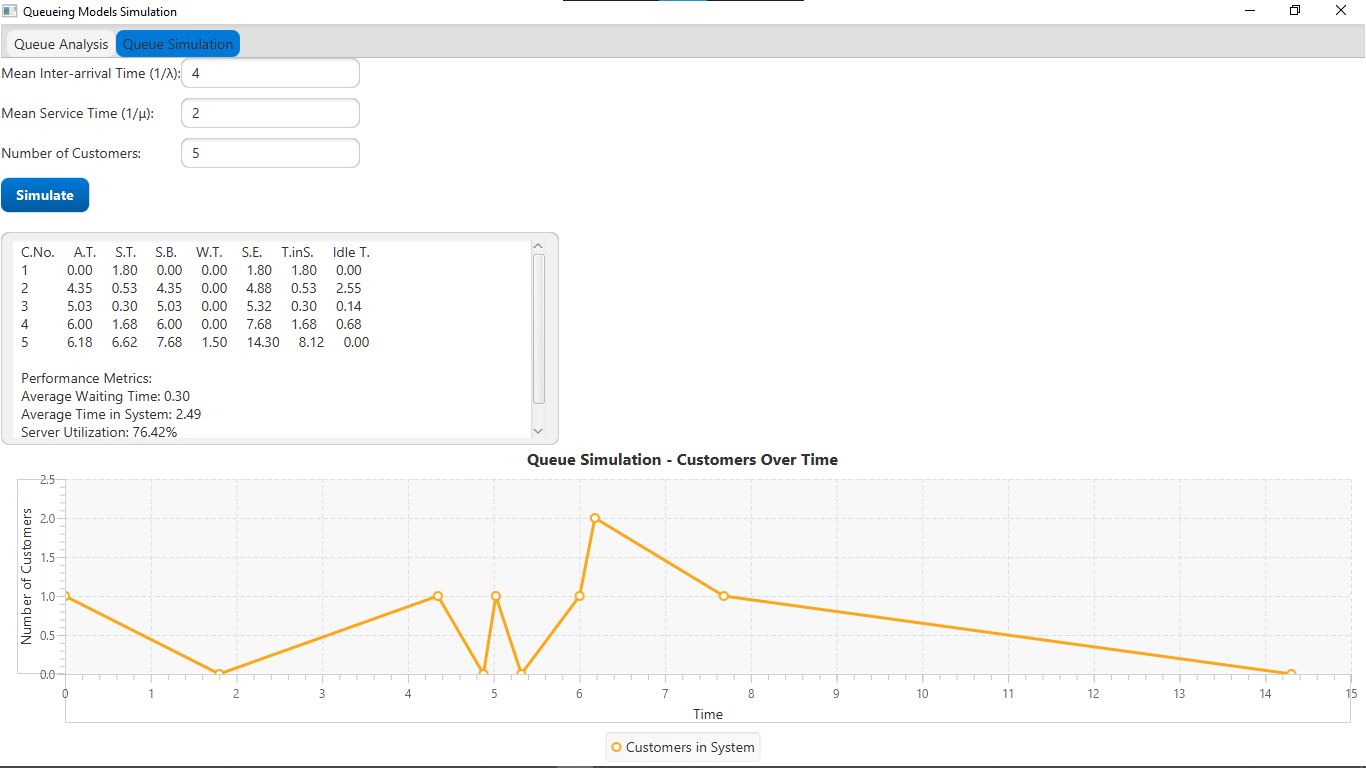 Queueing Models Simulation
Queue Analysis Queue Simulation
Mean Inter-arrival Time (1/λ): 4
Mean Service Time (1/μ): 2
Number of Customers: 5
Simulate
C.No. A.T. S.T. S.B. W.T. S.E. T.inS. Idle T.
1 0.00 1.80 0.00 0.00 1.80 1.80 0.00
2 4.35 0.53 4.35 0.00 4.88 0.53 2.55
3 5.03 0.30 5.03 0.00 5.32 0.30 0.14
4 6.00 1.68 6.00 0.00 7.68 1.68 0.68
5 6.18 6.62 7.68 1.50 14.30 8.12 0.00
Performance Metrics:
Average Waiting Time: 0.30
Average Time in System: 2.49
Server Utilization: 76.42%
Queue Simulation - Customers Over Time
Number of Customers
2.5
2.0
1.5
1.0
0.5
0.0
0 1 2 3 4 5 6 7 8 9 10 11 12 13 14 15
Time
Customers in System